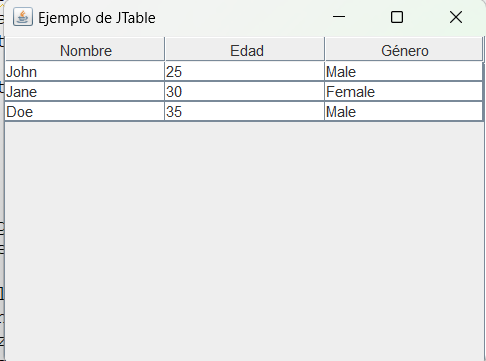 Ejemplo de JTable
Nombre Edad Género
John 25 Male
Jane 30 Female
Doe 35 Male